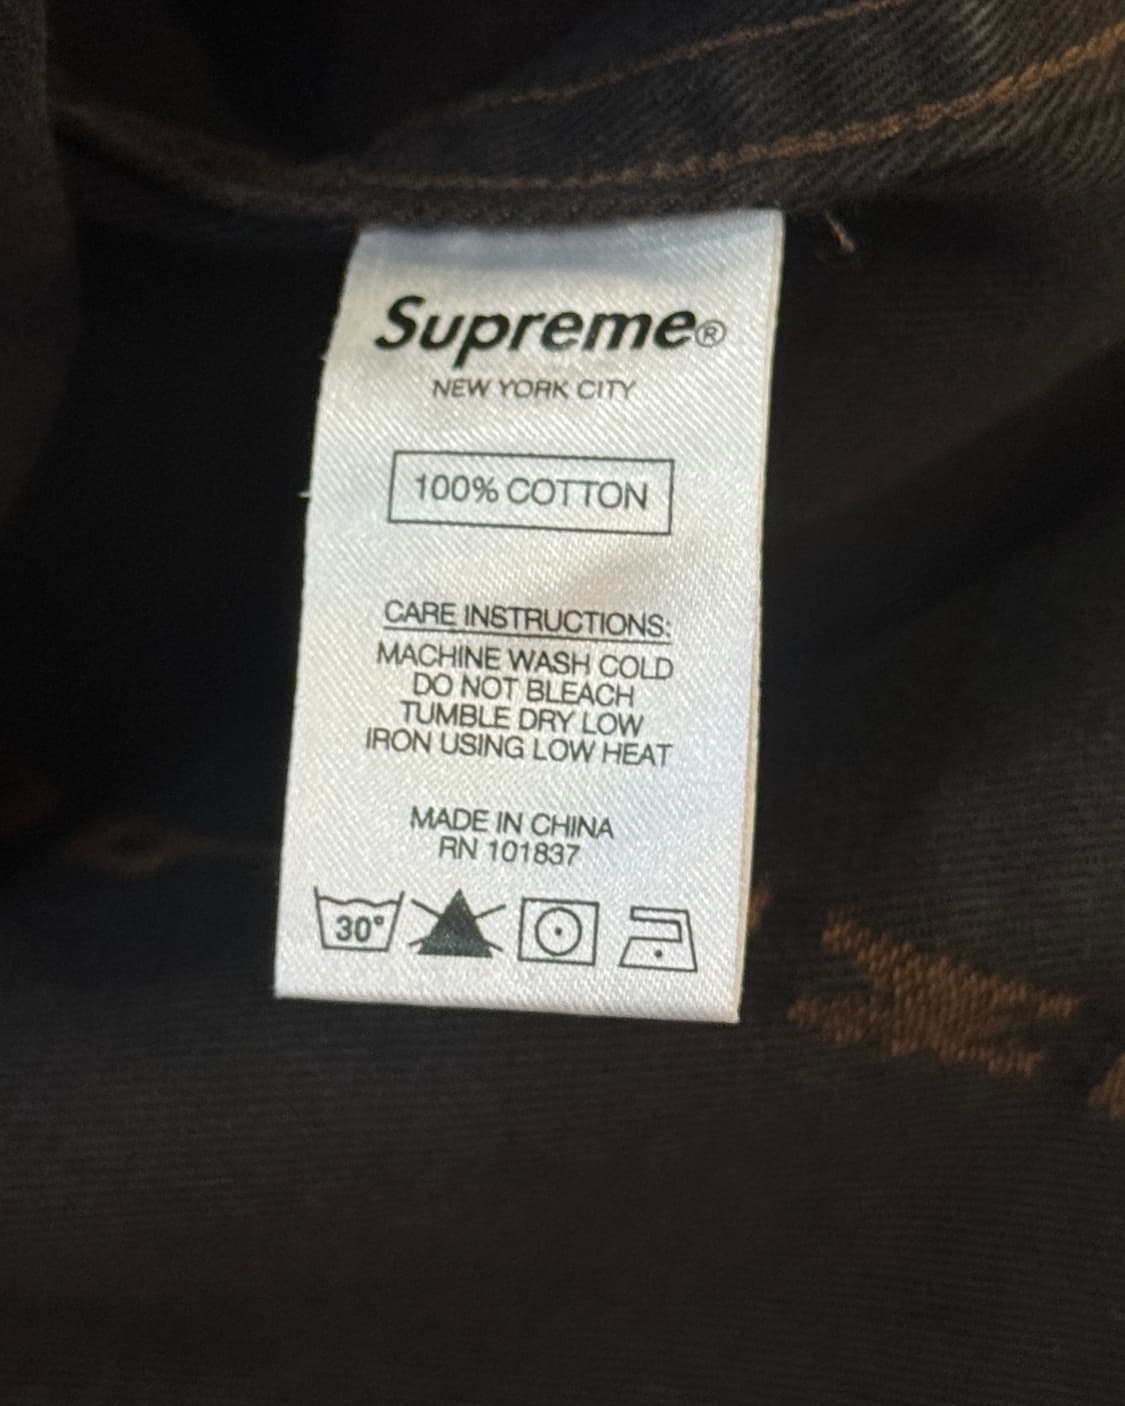 Supreme®
NEW YORK CITY
100% COTTON
CARE INSTRUCTIONS:
MACHINE WASH COLD
DO NOT BLEACH
TUMBLE DRY LOW
IRON USING LOW HEAT
MADE IN CHINA
RN 101837
30°